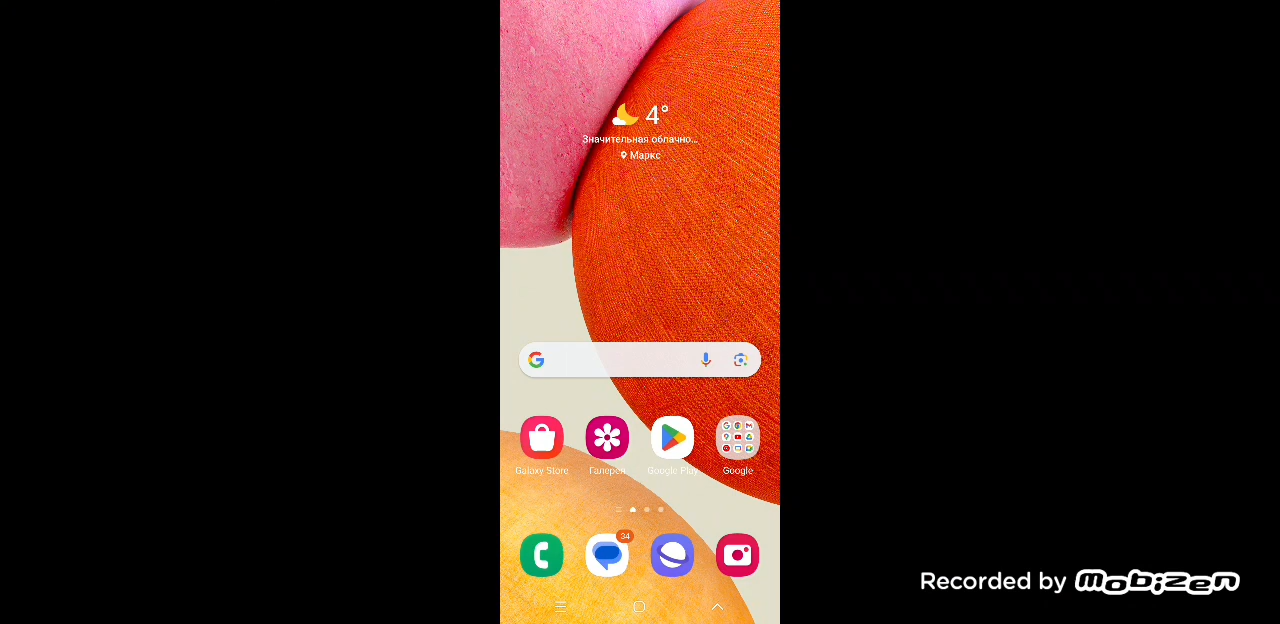 4°
Значительная облачно...
Маркс
Galaxy Store
Галерея
Google Play
Google
34
Recorded by mobizen